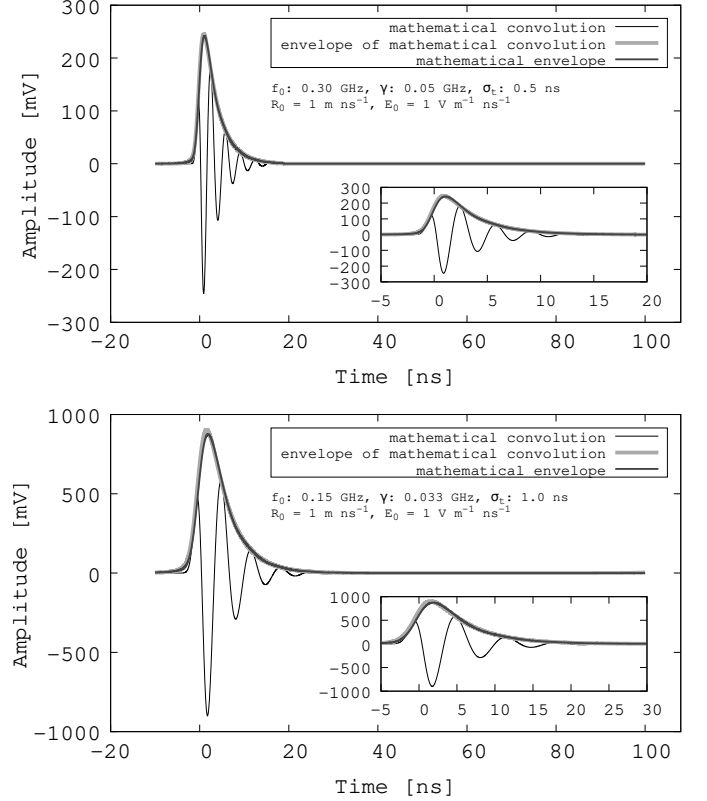 300
200
100
0
−100
−200
−300
Amplitude [mV]
mathematical convolution
envelope of mathematical convolution
mathematical envelope
f₀: 0.30 GHz, γ: 0.05 GHz, σₜ: 0.5 ns
R₀ = 1 m ns⁻¹, E₀ = 1 V m⁻¹ ns⁻¹
300
200
100
0
−100
−200
−300
−5 0 5 10 15 20
−20 0 20 40 60 80 100
Time [ns]
1000
500
0
−500
−1000
Amplitude [mV]
mathematical convolution
envelope of mathematical convolution
mathematical envelope
f₀: 0.15 GHz, γ: 0.033 GHz, σₜ: 1.0 ns
R₀ = 1 m ns⁻¹, E₀ = 1 V m⁻¹ ns⁻¹
1000
500
0
−500
−1000
−5 0 5 10 15 20 25 30
−20 0 20 40 60 80 100
Time [ns]